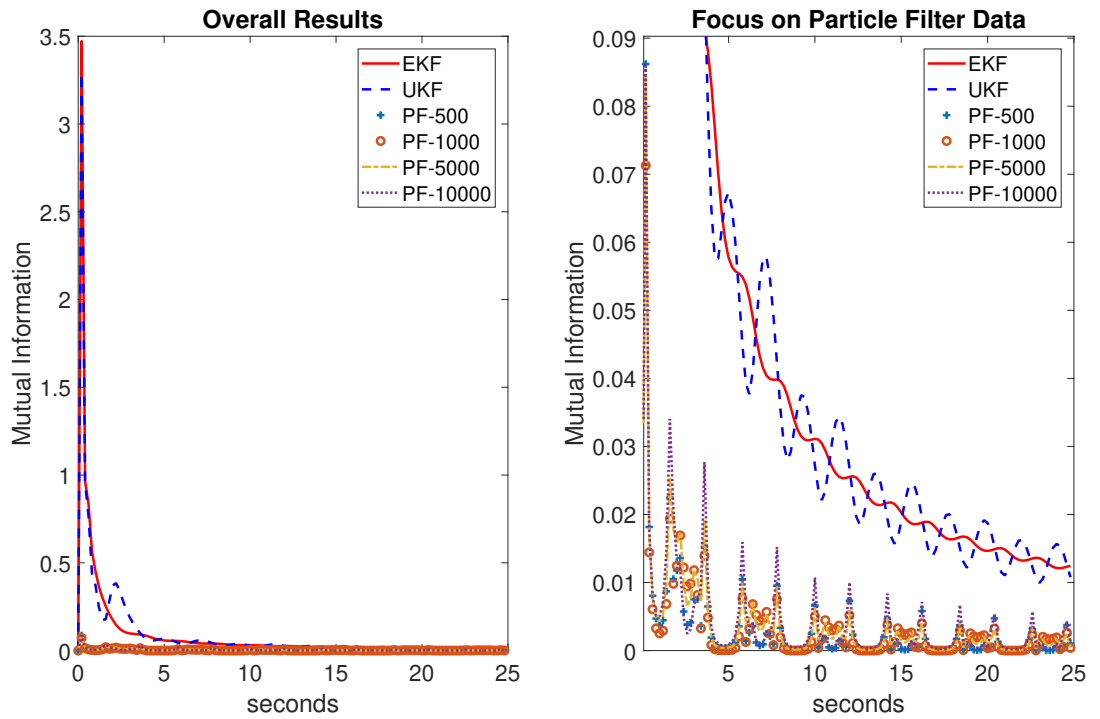 Overall Results
3.5
3
2.5
2
1.5
1
0.5
0
0 5 10 15 20 25
seconds
Mutual Information
EKF
UKF
PF-500
PF-1000
PF-5000
PF-10000
Focus on Particle Filter Data
0.09
0.08
0.07
0.06
0.05
0.04
0.03
0.02
0.01
0
5 10 15 20 25
seconds
Mutual Information
EKF
UKF
PF-500
PF-1000
PF-5000
PF-10000